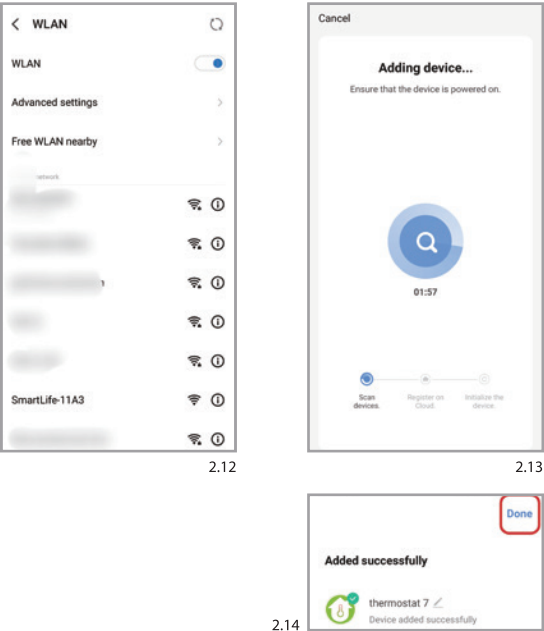 WLAN
WLAN
Advanced settings
Free WLAN nearby
network
SmartLife-11A3
2.12
Cancel
Adding device...
Ensure that the device is powered on.
01:57
Scan devices.
Register on Cloud.
Initialize the device.
2.13
Done
Added successfully
thermostat 7
Device added successfully
2.14